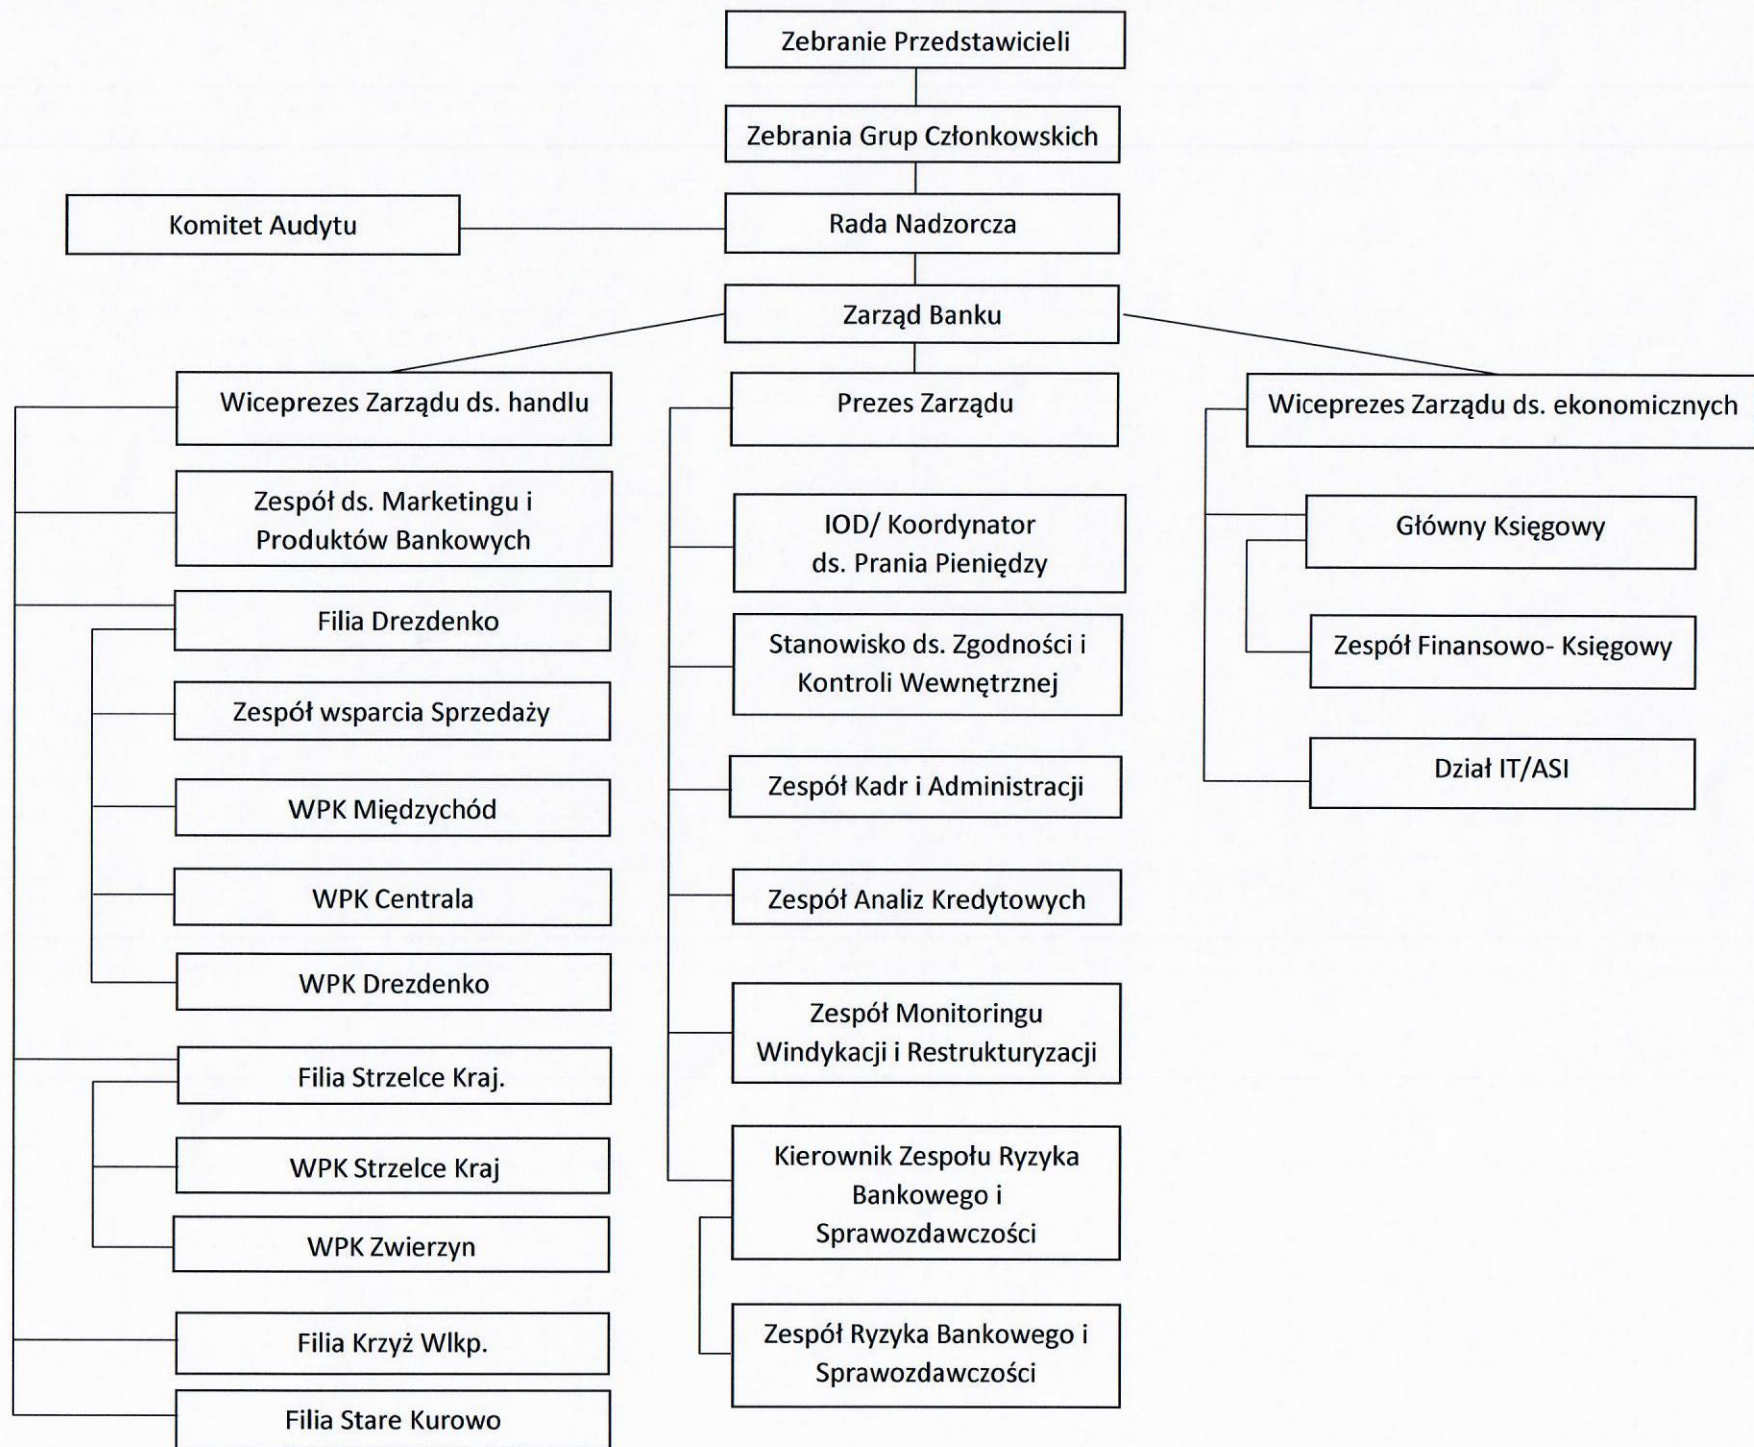 Zebranie Przedstawicieli
Zebrania Grup Członkowskich
Komitet Audytu
Rada Nadzorcza
Zarząd Banku
Wiceprezes Zarządu ds. handlu
Zespół ds. Marketingu i
Produktów Bankowych
Filia Drezdenko
Zespół wsparcia Sprzedaży
WPK Międzychód
WPK Centrala
WPK Drezdenko
Filia Strzelce Kraj.
WPK Strzelce Kraj
WPK Zwierzyn
Filia Krzyż Wlkp.
Filia Stare Kurowo
Prezes Zarządu
IOD/ Koordynator
ds. Prania Pieniędzy
Stanowisko ds. Zgodności i
Kontroli Wewnętrznej
Zespół Kadr i Administracji
Zespół Analiz Kredytowych
Zespół Monitoringu
Windykacji i Restrukturyzacji
Kierownik Zespołu Ryzyka
Bankowego i
Sprawozdawczości
Zespół Ryzyka Bankowego i
Sprawozdawczości
Wiceprezes Zarządu ds. ekonomicznych
Główny Księgowy
Zespół Finansowo- Księgowy
Dział IT/ASI